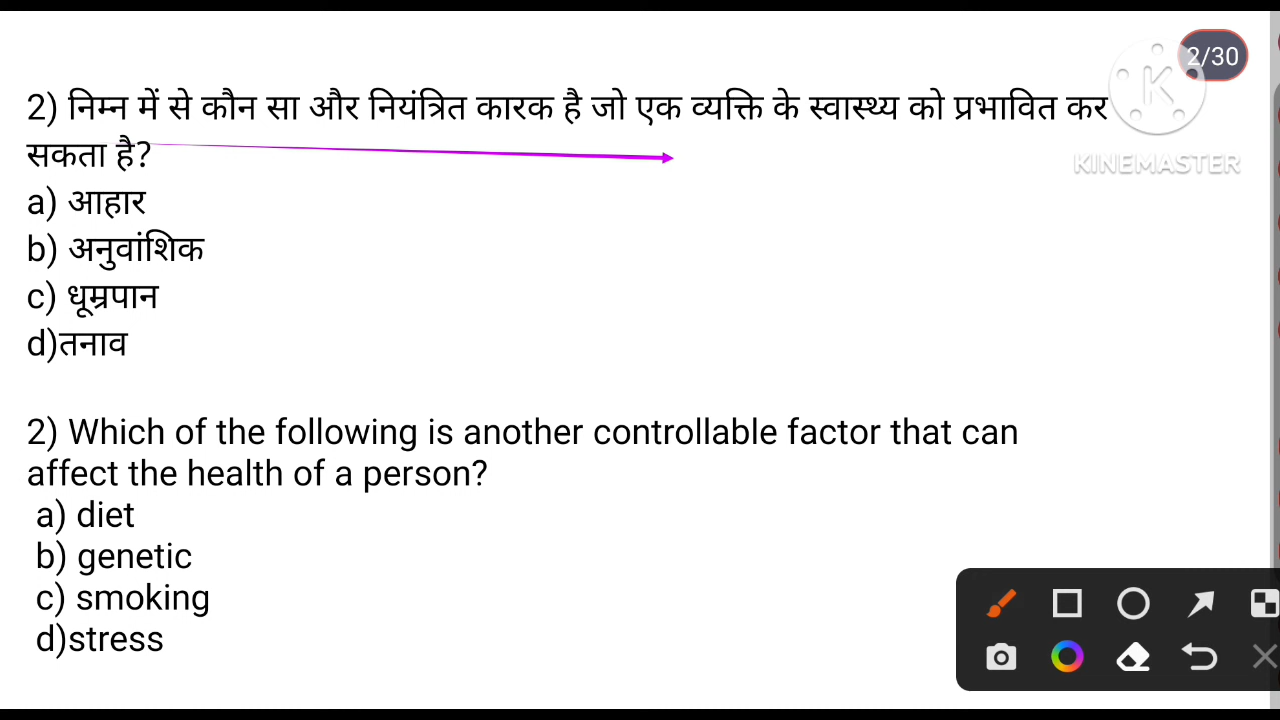 2/30
2) निम्न में से कौन सा और नियंत्रित कारक है जो एक व्यक्ति के स्वास्थ्य को प्रभावित कर
सकता है?
K
KINEMASTER
a) आहार
b) अनुवांशिक
c) धूम्रपान
d)तनाव
2) Which of the following is another controllable factor that can
affect the health of a person?
a) diet
b) genetic
c) smoking
d)stress